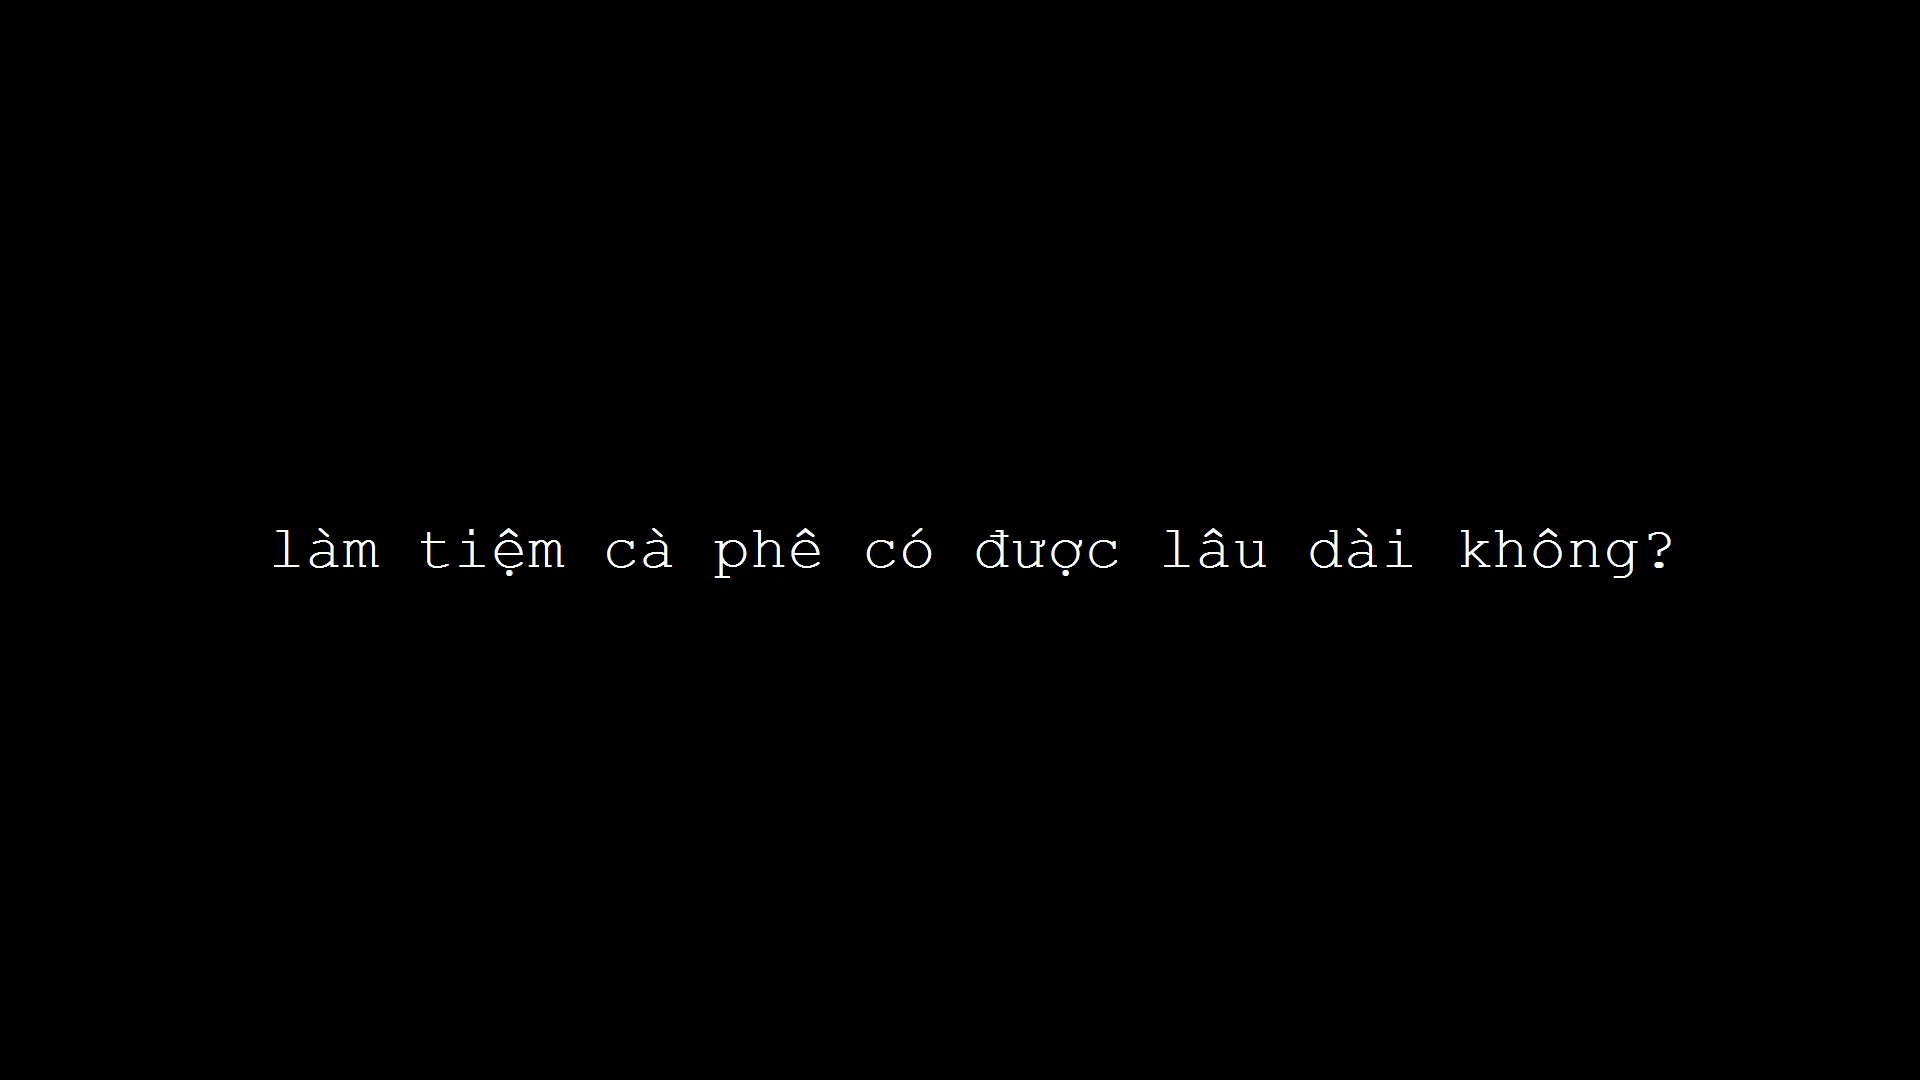 làm tiệm cà phê có được lâu dài không?